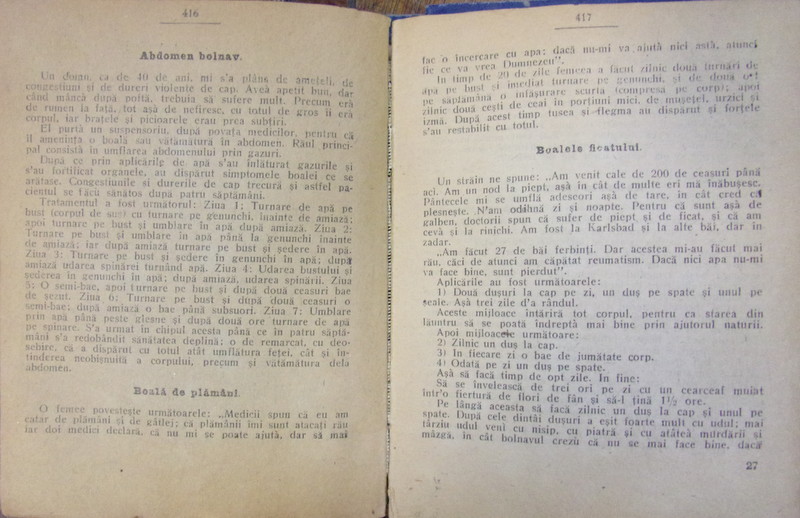 416
Abdomen bolnav.
Un domn, ca de 40 de ani, mi s'a plâns de ameţeli, de
congestiuni şi de dureri violente de cap. Avea apetit bun, dar
când mâncă după poftă, trebuia să sufere mult. Precum eră
de rumen la faţă, tot aşă de nefiresc, cu totul de gros îi eră
corpul, iar braţele şi picioarele erau prea subţiri.
El purtă un suspensoriu, după povaţa medicilor, pentru că
îl ameninţa o boală sau vătămătură în abdomen. Răul princi-
pal consistă în umflarea abdomenului prin gazuri.
După ce prin aplicările de apă s'au înlăturat gazurile şi
s'au fortificat organele, au dispărut simptomele boalei ce se
arătase. Congestiunile şi durerile de cap trecură şi astfel pa-
cientul se făcù sănătos după patru săptămâni.
Tratamentul a fost următorul: Ziua 1: Turnare de apă pe
bust (corpul de sus) cu turnare pe genunchi, înainte de amiază;
apoi turnare pe bust şi umblare în apă după amiază. Ziua 2:
Turnare pe bust şi umblare în apă până la genunchi înainte
de amiază; iar după amiază turnare pe bust şi şedere în apă.
Ziua 3: Turnare pe bust şi şedere în genunchi în apă; după
amiază udarea spinărei turnând apă. Ziua 4: Udarea bustului şi
şederea în genunchi în apă; după amiază, udarea spinării. Ziua
5: O semi-bae, apoi turnare pe bust şi după două ceasuri bae
de şezut. Ziua 6: Turnare pe bust şi după două ceasuri o
semi-bae; după amiază o bae până subsuori. Ziua 7: Umblare
prin apă până peste glesne şi după două ore turnare de apă
pe spinare. S'a urmat în chipul acesta până ce în patru săptă-
mâni s'a redobândit sănătatea deplină; o de remarcat, cu deo-
sebire, că a dispărut cu totul atât umflătura feţei, cât şi în-
tinderea neobişnuită a corpului, precum şi vătămătura dela
abdomen.
Boală de plămâni.
O femee povesteşte următoarele: „Medicii spun că eu am
catar de plămâni şi de gâtlej; că plămânii îmi sunt atacaţi rău
iar doi medici declară, că nu mi se poate ajută, dar să mai
417
fac o încercare cu apa; dacă nu-mi va ajută nici astă, atunci
fie ce va vrea Dumnezeu".
In timp de 20 de zile femeea a făcut zilnic două turnări de
apă pe bust şi imediat turnare pe genunchi, şi de două ori
pe săptămână o înfăşurare scurtă (compresă pe corp); apoi
zilnic două ceşti de ceai în porţiuni mici, de muşeţel, urzici şi
izmă. După acest timp tusea şi flegma au dispărut şi forţele
s'au restabilit cu totul.
Boalele ficatului.
Un străin ne spune: „Am venit cale de 200 de ceasuri până
aci. Am un nod la piept, aşă în cât de multe eri mă înăbuşese.
Pântecele mi se umflă adeseori aşă de tare, in cât cred că
plesneşte. N'am odihnă zi şi noapte. Pentru că sunt aşă de
galben, doctorii spun că sufer de piept şi de ficat, şi că am
cevă şi la rinichi. Am fost la Karlsbad şi la alte băi, dar în
zadar.
„Am făcut 27 de băi ferbinţi. Dar acestea mi-au făcut mai
rău, căci de atunci am căpătat reumatism. Dacă nici apa nu-mi
va face bine, sunt pierdut".
Aplicările au fost următoarele:
1) Două duşuri la cap pe zi, un duş pe spate şi unul pe
şeale. Aşă trei zile d'a rândul.
Aceste mijloace întăriră tot corpul, pentru ca starea din
lăuntru să se poată îndreptă mai bine prin ajutorul naturii.
Apoi mijloacele următoare:
2) Zilnic un duş la cap.
3) In fiecare zi o bae de jumătate corp.
4) Odată pe zi un duş pe spate.
Aşă să facă timp de opt zile. In fine:
Să se învelească de trei ori pe zi cu un cearceaf muiat
într'o fiertură de flori de fân şi să-l ţină 1½ ore.
Pe lângă aceasta să facă zilnic un duş la cap şi unul pe
spate. După cele dintâi duşuri a eşit foarte mult cu udul; mai
târziu udul veni cu nisip, cu piatră şi cu atâtea murdării şi
mâzgă, în cât bolnavul crezù că nu se mai face bine, dacă
27